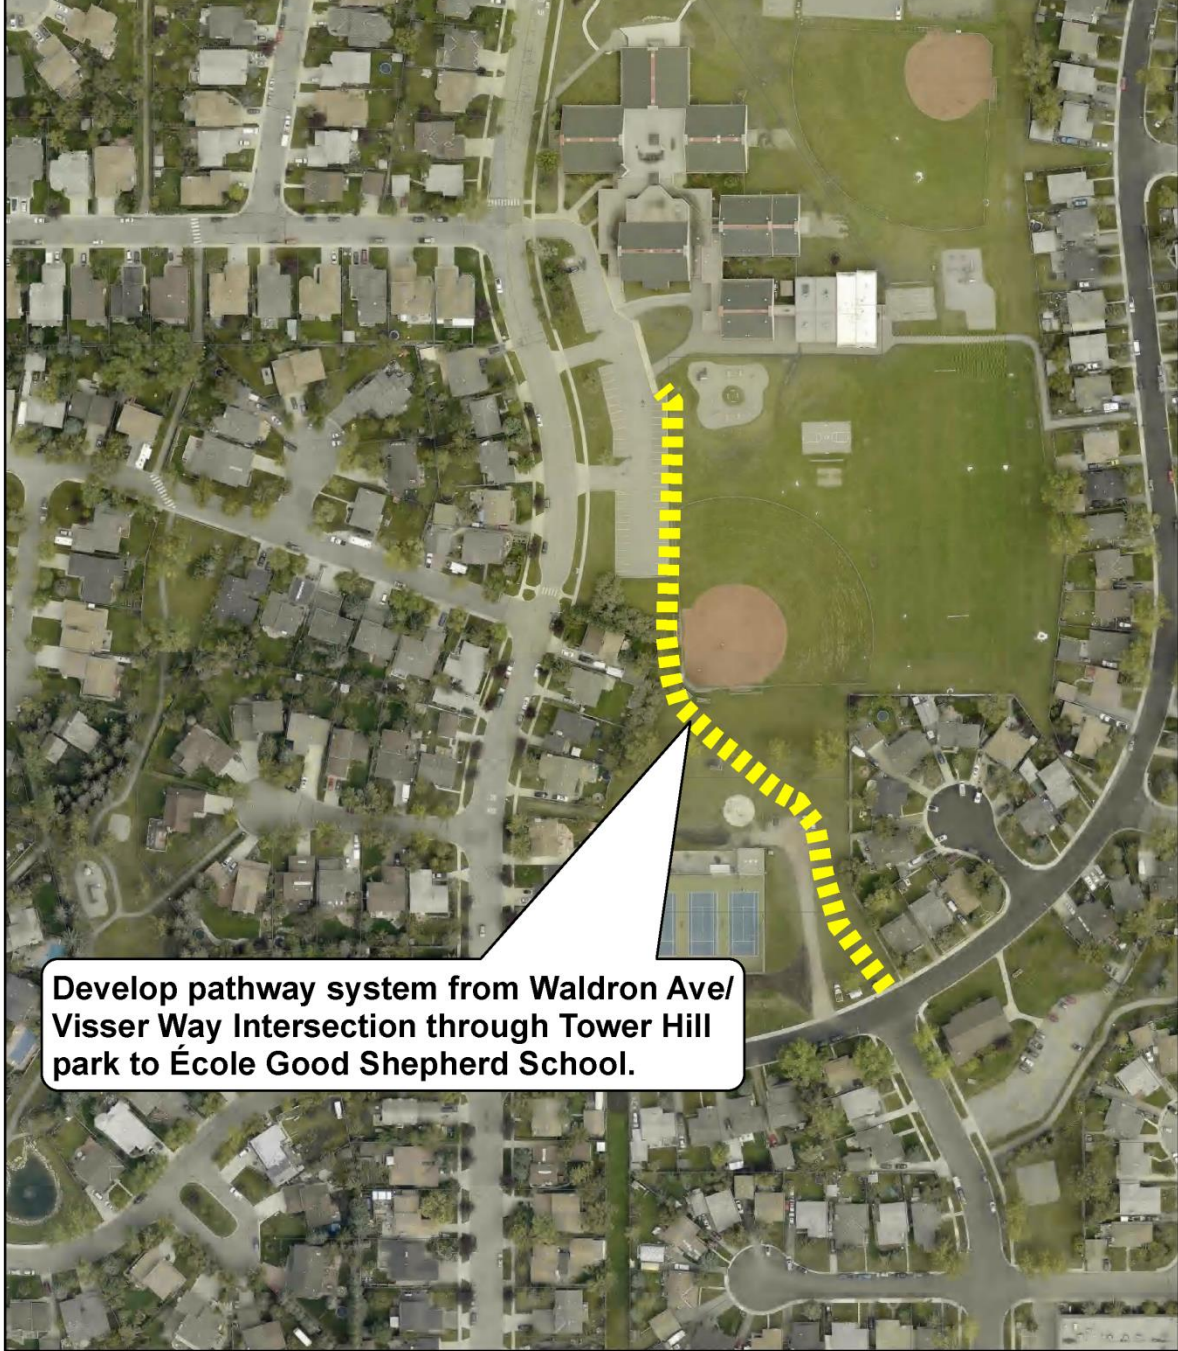 Develop pathway system from Waldron Ave/
Visser Way Intersection through Tower Hill
park to École Good Shepherd School.